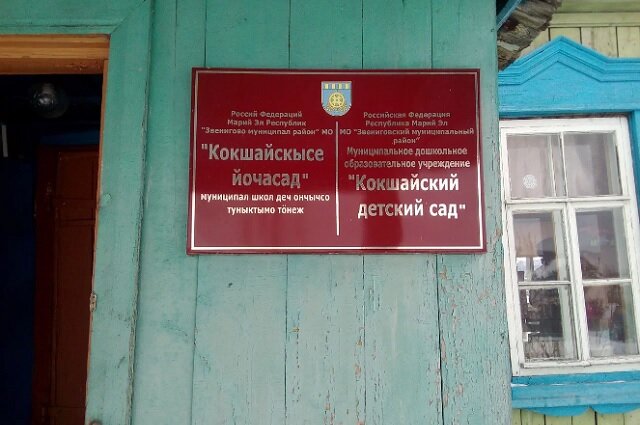 Россий Федераций
Марий Эл Республик
"Звенигово муниципал район" МО
"Кокшайскысе
йочасад"
муниципал школ деч ончычсо
туныктымо тӧнеж
Российская Федерация
Республика Марий Эл
МО "Звениговский муниципальный
район"
Муниципальное дошкольное
образовательное учреждение
"Кокшайский
детский сад"